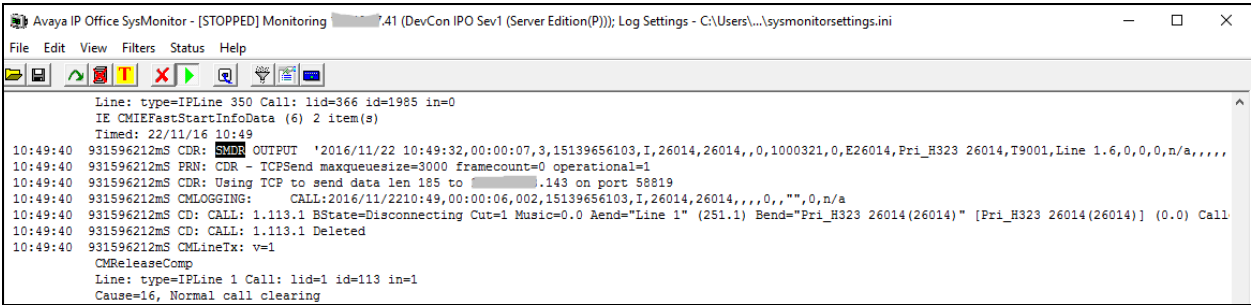 Avaya IP Office SysMonitor - [STOPPED] Monitoring 7.41 (DevCon IPO Sev1 (Server Edition(P))); Log Settings - C:\Users\...\sysmonitorsettings.ini
File Edit View Filters Status Help
T
Line: type=IPLine 350 Call: lid=366 id=1985 in=0
IE CMIEFastStartInfoData (6) 2 item(s)
Timed: 22/11/16 10:49
10:49:40 931596212mS CDR: SMDR OUTPUT '2016/11/22 10:49:32,00:00:07,3,15139656103,I,26014,26014,,0,1000321,0,E26014,Pri_H323 26014,T9001,Line 1.6,0,0,0,n/a,,,,,
10:49:40 931596212mS PRN: CDR - TCPSend maxqueuesize=3000 framecount=0 operational=1
10:49:40 931596212mS CDR: Using TCP to send data len 185 to .143 on port 58819
10:49:40 931596212mS CMLOGGING: CALL:2016/11/2210:49,00:00:06,002,15139656103,I,26014,26014,,,,0,,"",0,n/a
10:49:40 931596212mS CD: CALL: 1.113.1 BState=Disconnecting Cut=1 Music=0.0 Aend="Line 1" (251.1) Bend="Pri_H323 26014(26014)" [Pri_H323 26014(26014)] (0.0) Call
10:49:40 931596212mS CD: CALL: 1.113.1 Deleted
10:49:40 931596212mS CMLineTx: v=1
CMReleaseComp
Line: type=IPLine 1 Call: lid=1 id=113 in=1
Cause=16, Normal call clearing